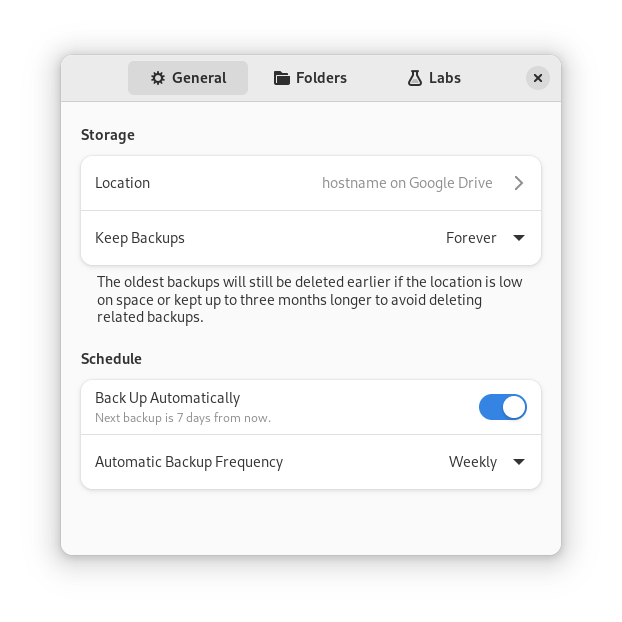 General
Folders
Labs
Storage
Location
hostname on Google Drive
Keep Backups
Forever
The oldest backups will still be deleted earlier if the location is low
on space or kept up to three months longer to avoid deleting
related backups.
Schedule
Back Up Automatically
Next backup is 7 days from now.
Automatic Backup Frequency
Weekly